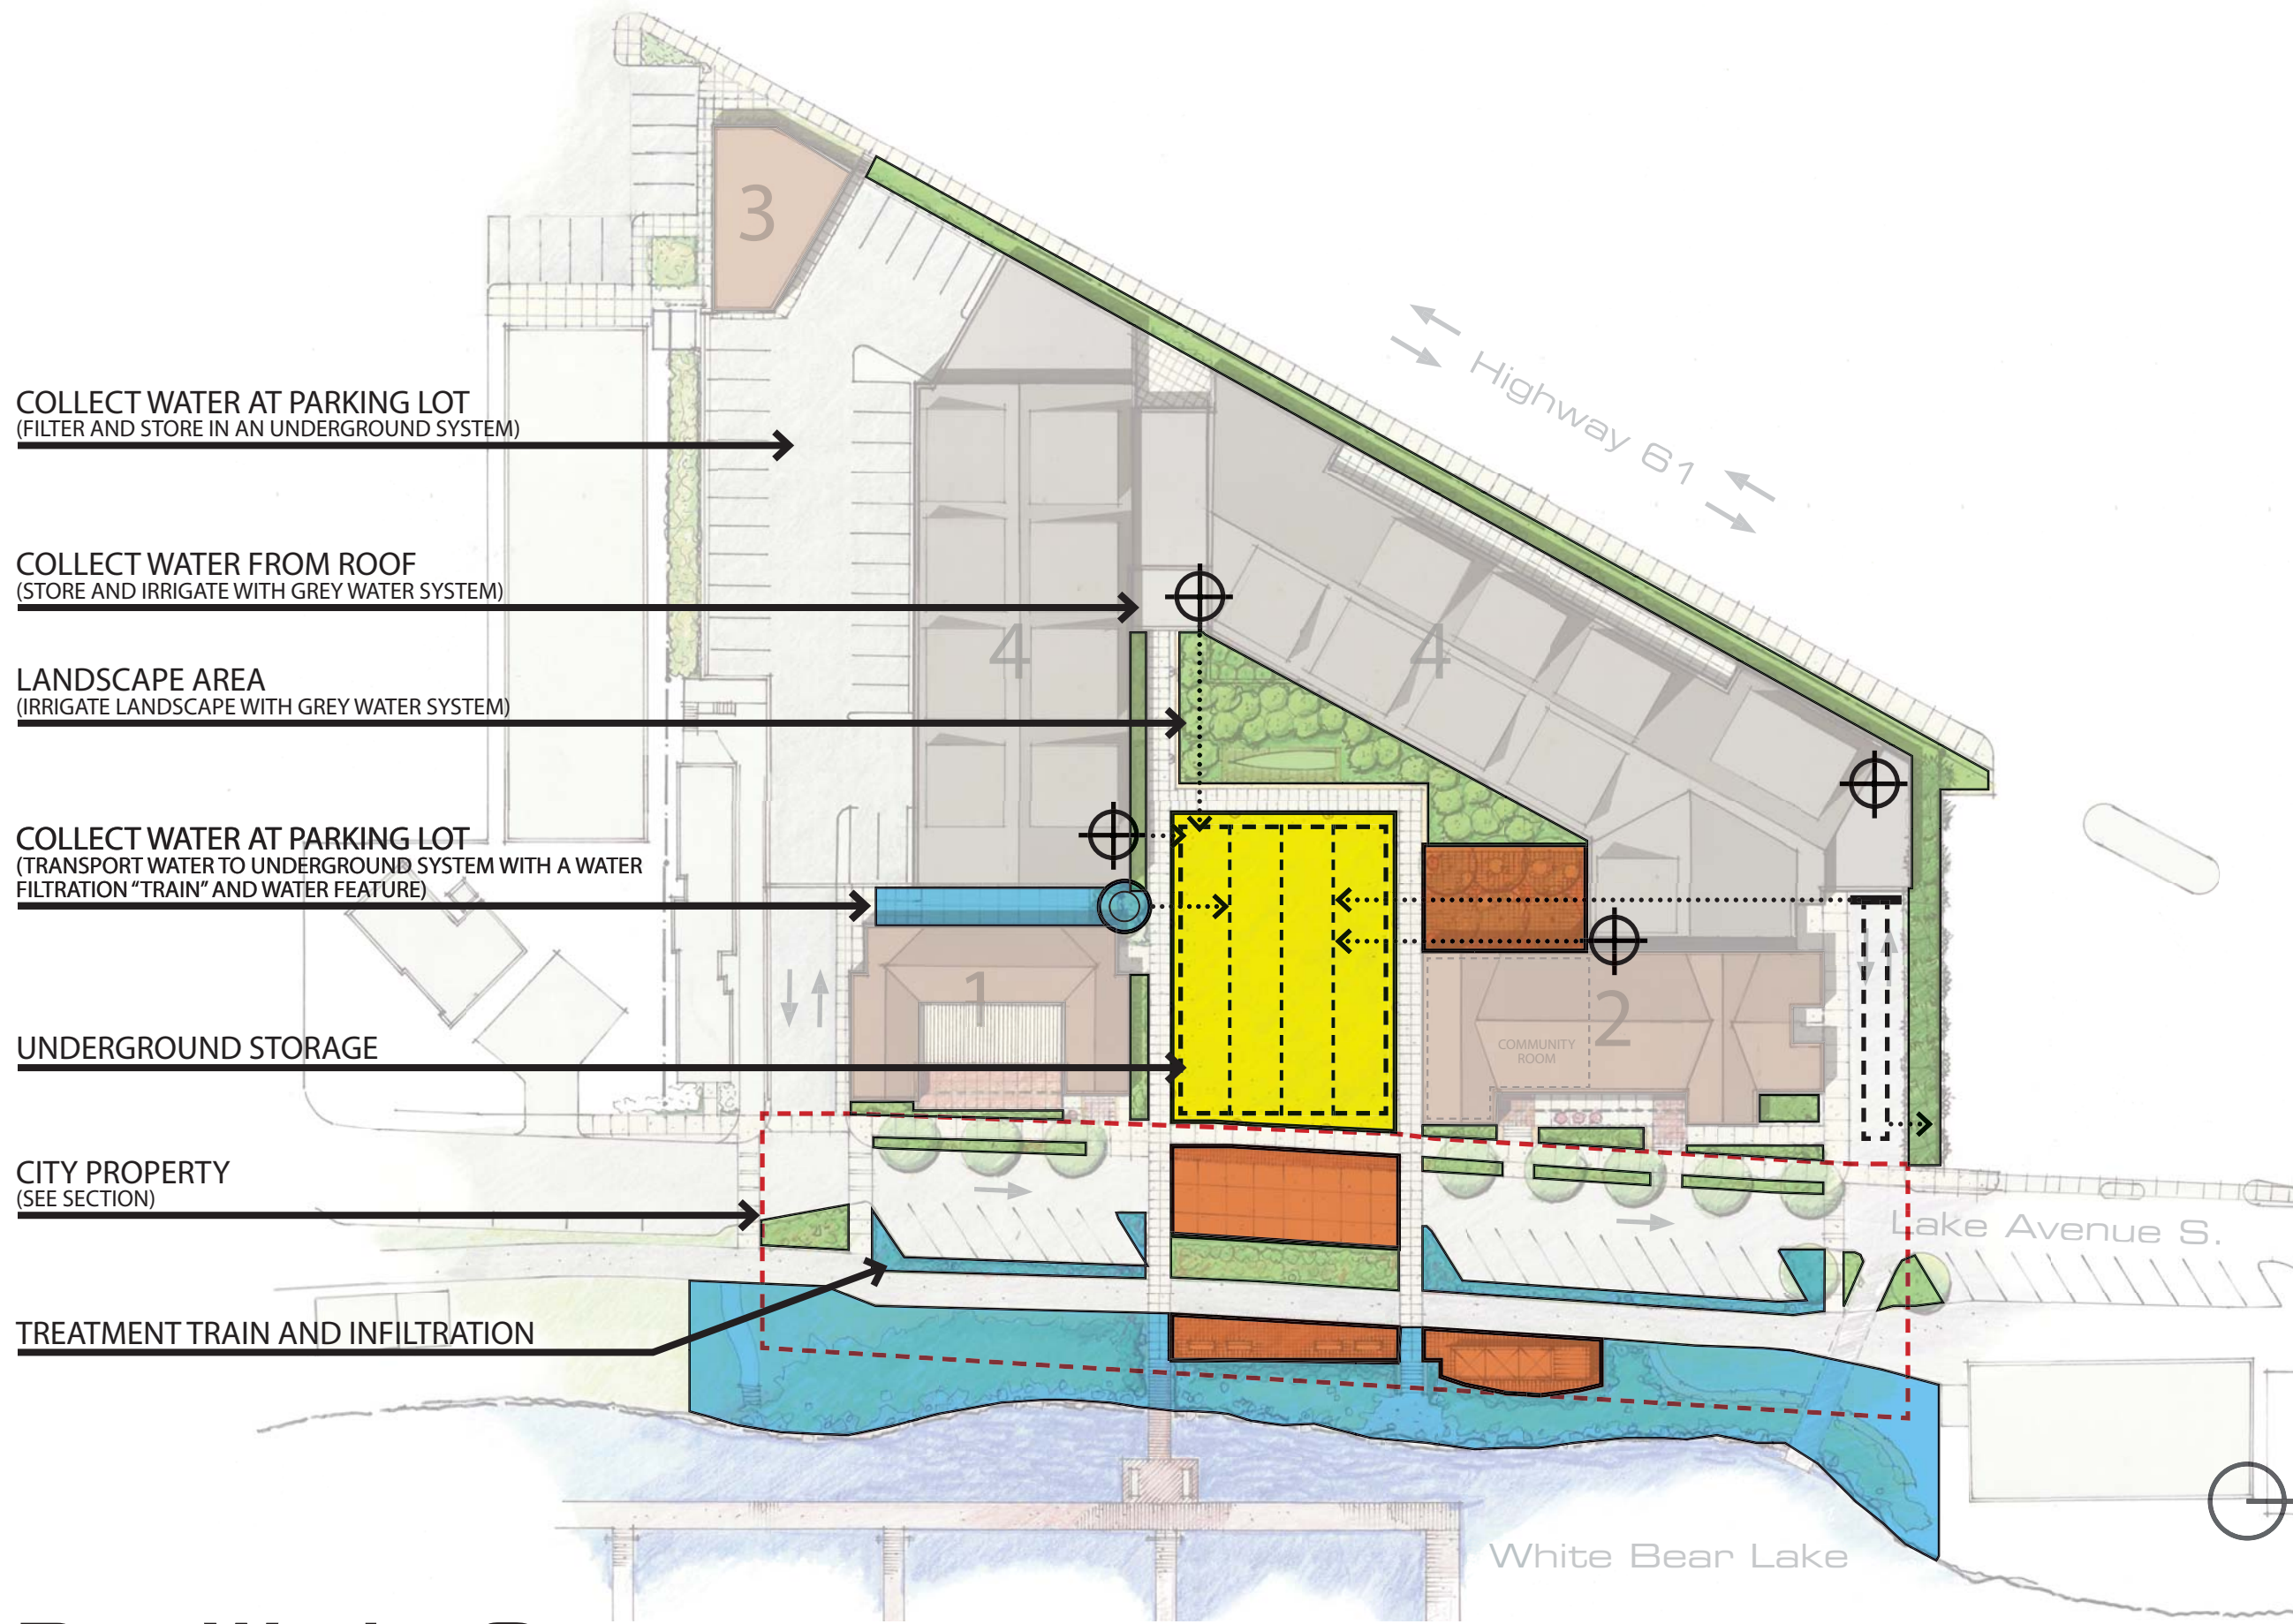 3
COLLECT WATER AT PARKING LOT
(FILTER AND STORE IN AN UNDERGROUND SYSTEM)
Highway 61
COLLECT WATER FROM ROOF
(STORE AND IRRIGATE WITH GREY WATER SYSTEM)
4
4
LANDSCAPE AREA
(IRRIGATE LANDSCAPE WITH GREY WATER SYSTEM)
COLLECT WATER AT PARKING LOT
(TRANSPORT WATER TO UNDERGROUND SYSTEM WITH A WATER
FILTRATION “TRAIN” AND WATER FEATURE)
1
2
COMMUNITY
ROOM
UNDERGROUND STORAGE
CITY PROPERTY
(SEE SECTION)
Lake Avenue S.
TREATMENT TRAIN AND INFILTRATION
White Bear Lake